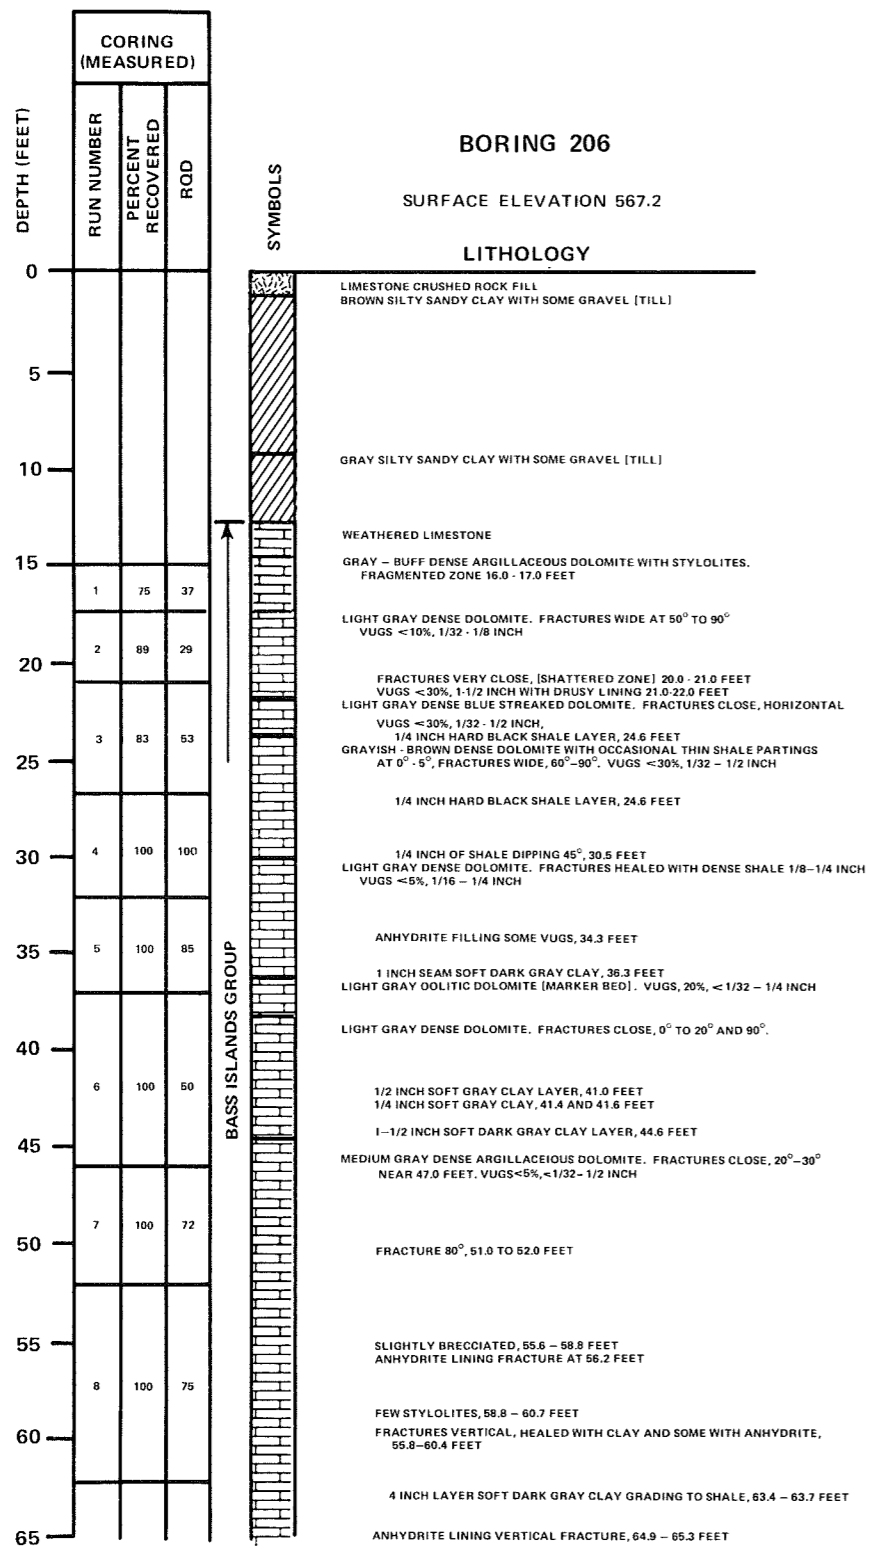 CORING
(MEASURED)
DEPTH (FEET)
RUN NUMBER
PERCENT
RECOVERED
RQD
SYMBOLS
BORING 206
SURFACE ELEVATION 567.2
LITHOLOGY
0
LIMESTONE CRUSHED ROCK FILL
BROWN SILTY SANDY CLAY WITH SOME GRAVEL [TILL]
5
GRAY SILTY SANDY CLAY WITH SOME GRAVEL [TILL]
10
WEATHERED LIMESTONE
15
GRAY – BUFF DENSE ARGILLACEOUS DOLOMITE WITH STYLOLITES.
FRAGMENTED ZONE 16.0 - 17.0 FEET
1 75 37
LIGHT GRAY DENSE DOLOMITE. FRACTURES WIDE AT 50° TO 90°
VUGS <10%, 1/32 - 1/8 INCH
2 89 29
20
FRACTURES VERY CLOSE, [SHATTERED ZONE] 20.0 - 21.0 FEET
VUGS <30%, 1-1/2 INCH WITH DRUSY LINING 21.0-22.0 FEET
LIGHT GRAY DENSE BLUE STREAKED DOLOMITE. FRACTURES CLOSE, HORIZONTAL
VUGS <30%, 1/32 - 1/2 INCH,
1/4 INCH HARD BLACK SHALE LAYER, 24.6 FEET
3 83 53
GRAYISH - BROWN DENSE DOLOMITE WITH OCCASIONAL THIN SHALE PARTINGS
AT 0° - 5°, FRACTURES WIDE, 60°–90°. VUGS <30%, 1/32 – 1/2 INCH
25
1/4 INCH HARD BLACK SHALE LAYER, 24.6 FEET
4 100 100
1/4 INCH OF SHALE DIPPING 45°, 30.5 FEET
30
LIGHT GRAY DENSE DOLOMITE. FRACTURES HEALED WITH DENSE SHALE 1/8–1/4 INCH
VUGS <5%, 1/16 – 1/4 INCH
ANHYDRITE FILLING SOME VUGS, 34.3 FEET
5 100 85
35
1 INCH SEAM SOFT DARK GRAY CLAY, 36.3 FEET
LIGHT GRAY OOLITIC DOLOMITE [MARKER BED]. VUGS, 20%, <1/32 – 1/4 INCH
BASS ISLANDS GROUP
LIGHT GRAY DENSE DOLOMITE. FRACTURES CLOSE, 0° TO 20° AND 90°.
40
6 100 50
1/2 INCH SOFT GRAY CLAY LAYER, 41.0 FEET
1/4 INCH SOFT GRAY CLAY, 41.4 AND 41.6 FEET
I–1/2 INCH SOFT DARK GRAY CLAY LAYER, 44.6 FEET
45
MEDIUM GRAY DENSE ARGILLACEIOUS DOLOMITE. FRACTURES CLOSE, 20°–30°
NEAR 47.0 FEET. VUGS<5%,<1/32– 1/2 INCH
7 100 72
50
FRACTURE 80°, 51.0 TO 52.0 FEET
55
SLIGHTLY BRECCIATED, 55.6 – 58.8 FEET
ANHYDRITE LINING FRACTURE AT 56.2 FEET
8 100 75
FEW STYLOLITES, 58.8 – 60.7 FEET
60
FRACTURES VERTICAL, HEALED WITH CLAY AND SOME WITH ANHYDRITE,
55.8–60.4 FEET
4 INCH LAYER SOFT DARK GRAY CLAY GRADING TO SHALE, 63.4 – 63.7 FEET
65
ANHYDRITE LINING VERTICAL FRACTURE, 64.9 – 65.3 FEET